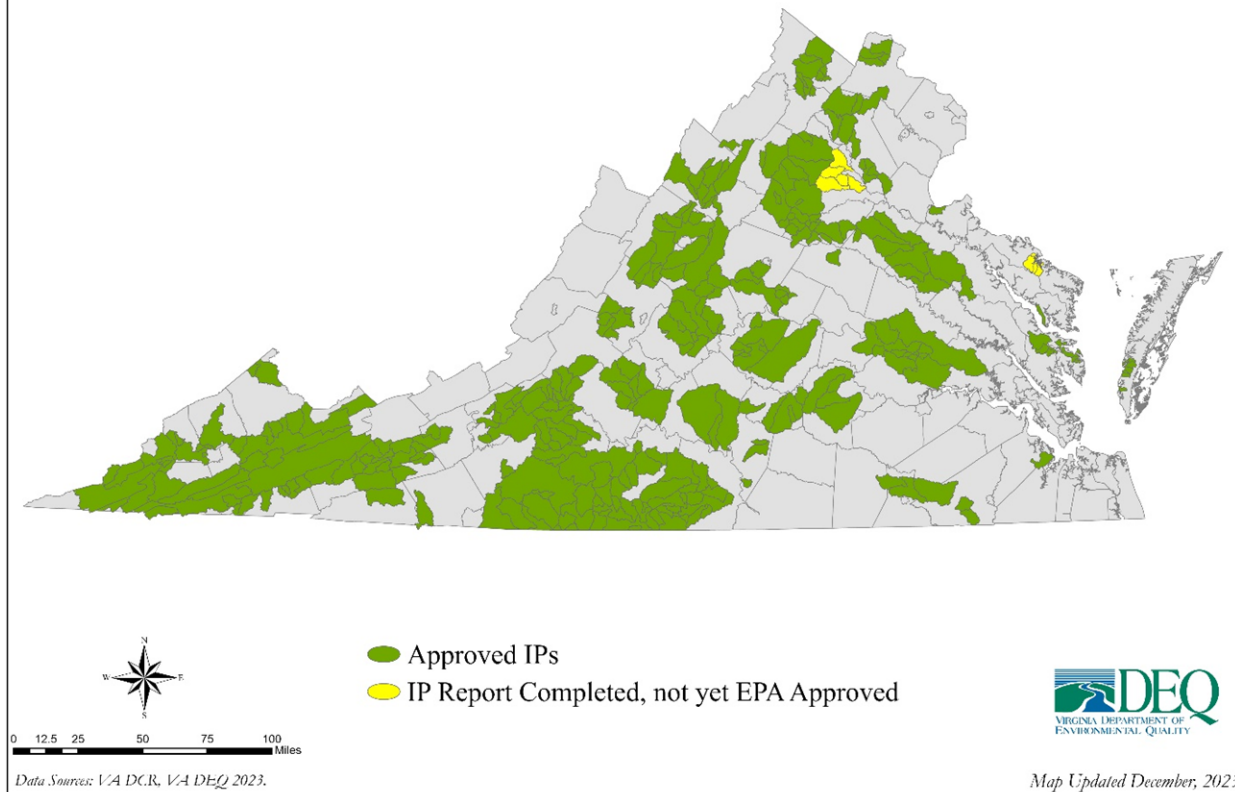 N
W
E
S
0 12.5 25 50 75 100
Miles
Approved IPs
IP Report Completed, not yet EPA Approved
DEQ
VIRGINIA DEPARTMENT OF
ENVIRONMENTAL QUALITY
Data Sources: VA DCR, VA DEQ 2023.
Map Updated December, 2023